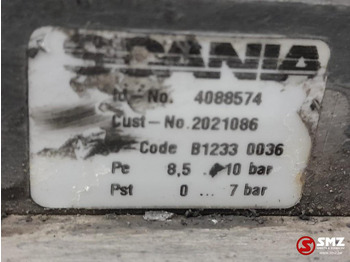 SCANIA
Id.-No. 4088574
Cust-No. 2021086
Code B1233 0036
Pe 8,5 ... 10 bar
Pst 0 ... 7 bar
SMZ